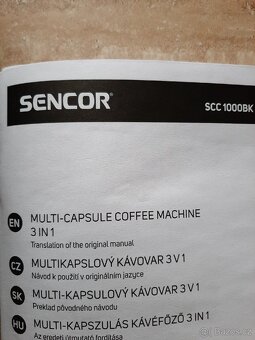 SENCOR®
SCC 1000BK
EN
MULTI-CAPSULE COFFEE MACHINE
3 IN 1
Translation of the original manual
CZ
MULTIKAPSLOVÝ KÁVOVAR 3 V 1
Návod k použití v originálním jazyce
SK
MULTI-KAPSULOVÝ KÁVOVAR 3 V 1
Preklad pôvodného návodu
HU
MULTI-KAPSZULÁS KÁVÉFŐZŐ 3 IN 1
Az eredeti útmutató fordítása